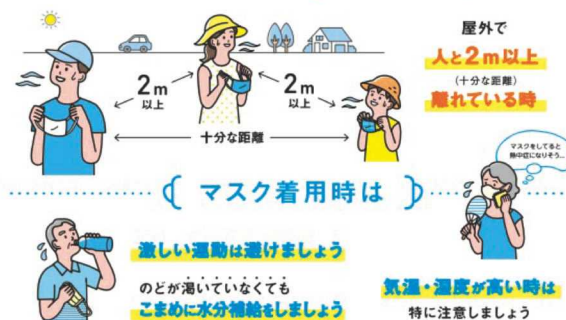 屋外で
人と2m以上
(十分な距離)
離れている時
2m
以上
2m
以上
十分な距離
マスクをしてると
熱中症になりそう…
マスク着用時は
激しい運動は避けましょう
のどが渇いていなくても
こまめに水分補給をしましょう
気温・湿度が高い時は
特に注意しましょう